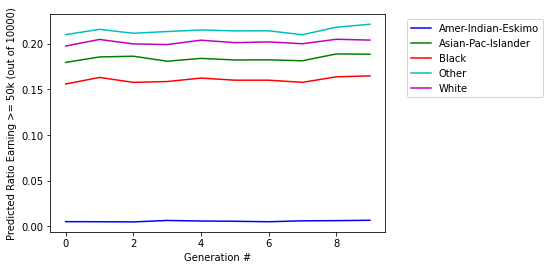 Predicted Ratio Earning >= 50k (out of 10000)
0.20
0.15
0.10
0.05
0.00
0 2 4 6 8
Generation #
Amer-Indian-Eskimo
Asian-Pac-Islander
Black
Other
White